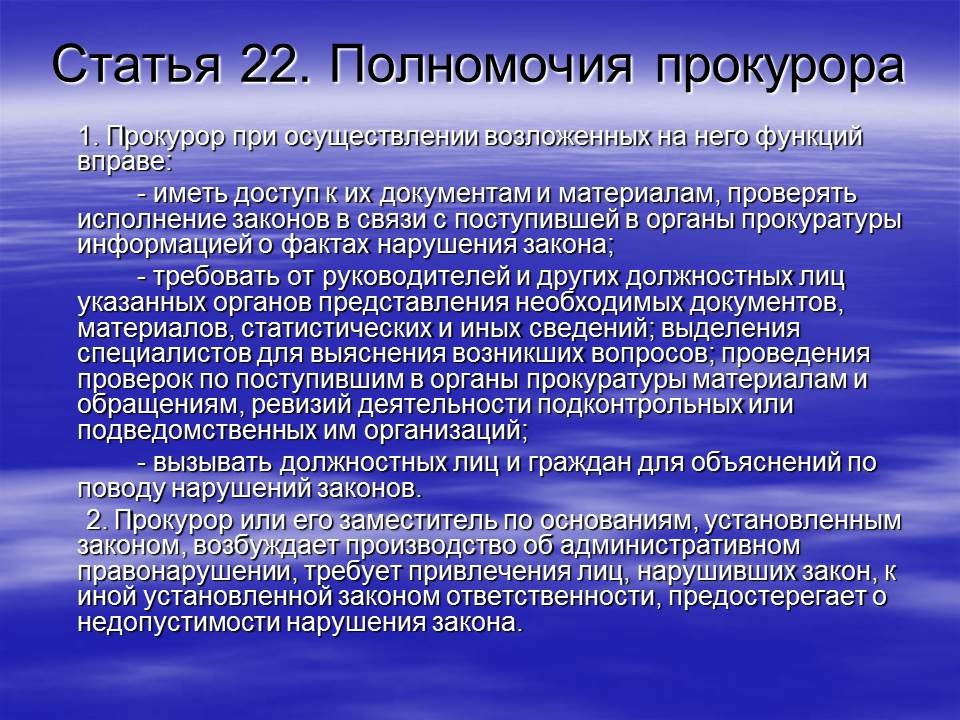 Статья 22. Полномочия прокурора
1. Прокурор при осуществлении возложенных на него функций
вправе:
- иметь доступ к их документам и материалам, проверять
исполнение законов в связи с поступившей в органы прокуратуры
информацией о фактах нарушения закона;
- требовать от руководителей и других должностных лиц
указанных органов представления необходимых документов,
материалов, статистических и иных сведений; выделения
специалистов для выяснения возникших вопросов; проведения
проверок по поступившим в органы прокуратуры материалам и
обращениям, ревизий деятельности подконтрольных или
подведомственных им организаций;
- вызывать должностных лиц и граждан для объяснений по
поводу нарушений законов.
2. Прокурор или его заместитель по основаниям, установленным
законом, возбуждает производство об административном
правонарушении, требует привлечения лиц, нарушивших закон, к
иной установленной законом ответственности, предостерегает о
недопустимости нарушения закона.